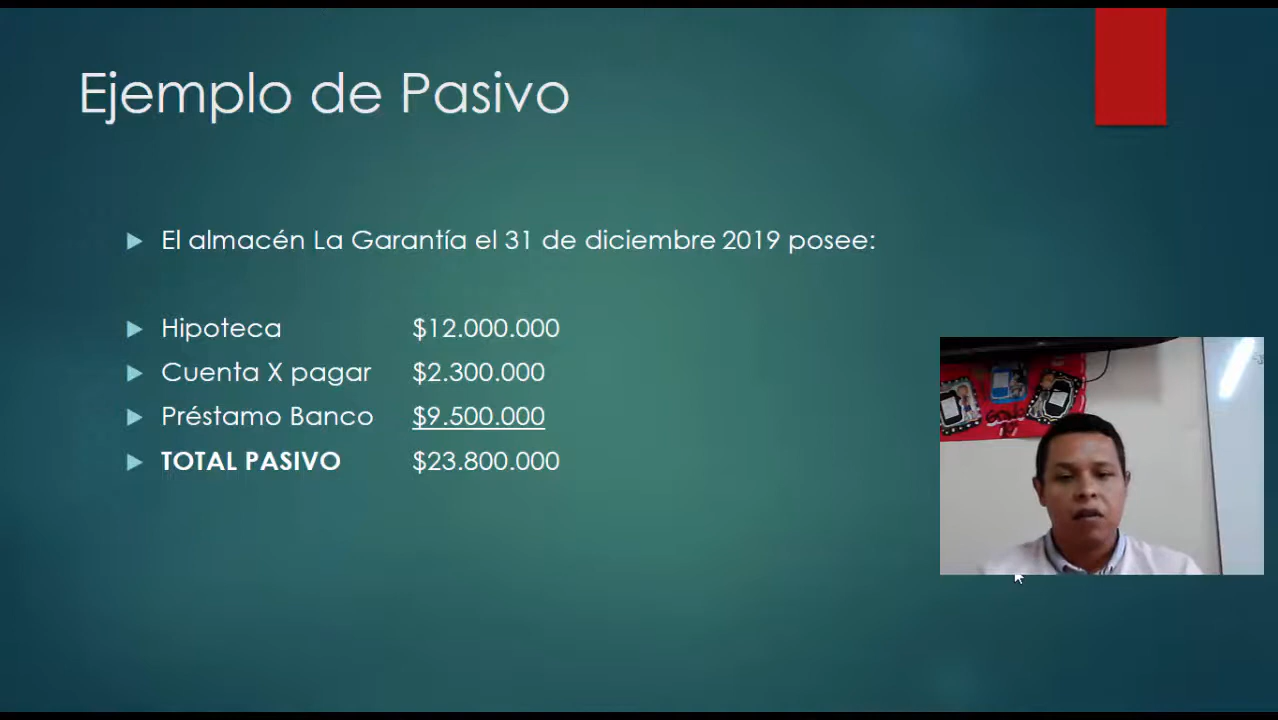 Ejemplo de Pasivo
El almacén La Garantía el 31 de diciembre 2019 posee:
Hipoteca $12.000.000
Cuenta X pagar $2.300.000
Préstamo Banco $9.500.000
TOTAL PASIVO $23.800.000